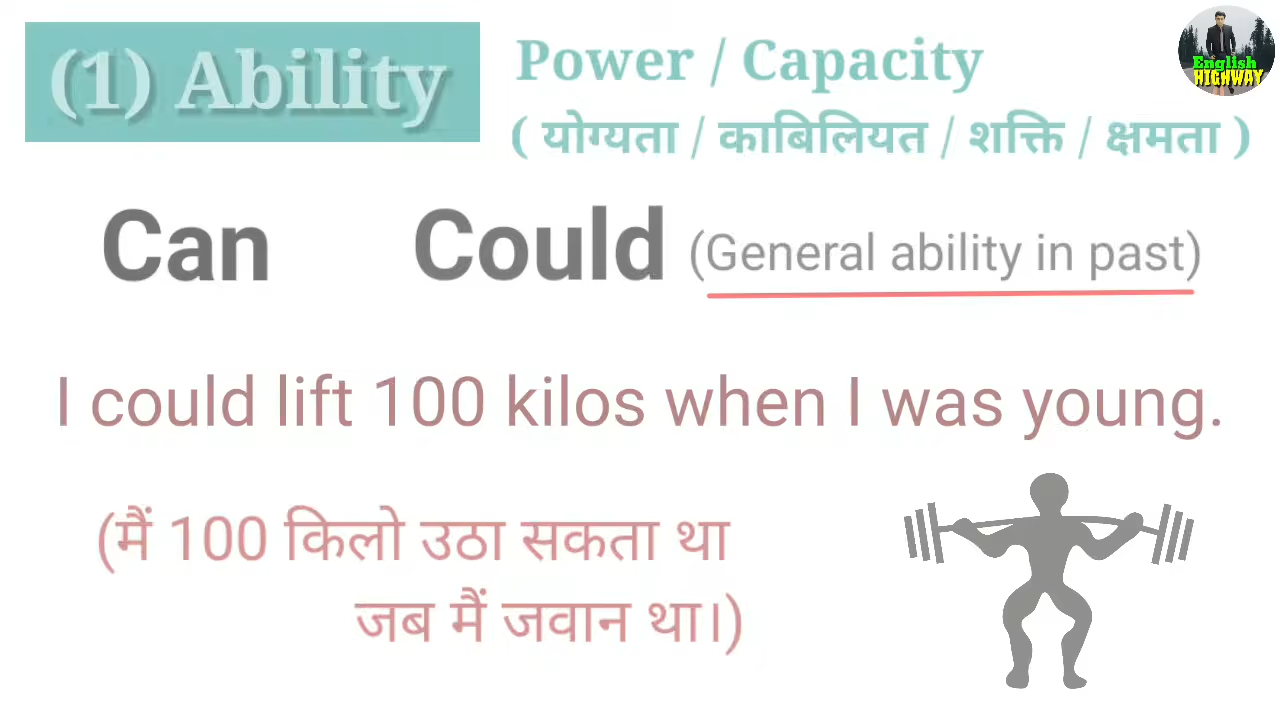 (1) Ability
Power / Capacity
( योग्यता / काबिलियत / शक्ति / क्षमता )
English
HIGHWAY
Can Could (General ability in past)
I could lift 100 kilos when I was young.
(मैं 100 किलो उठा सकता था
जब मैं जवान था।)